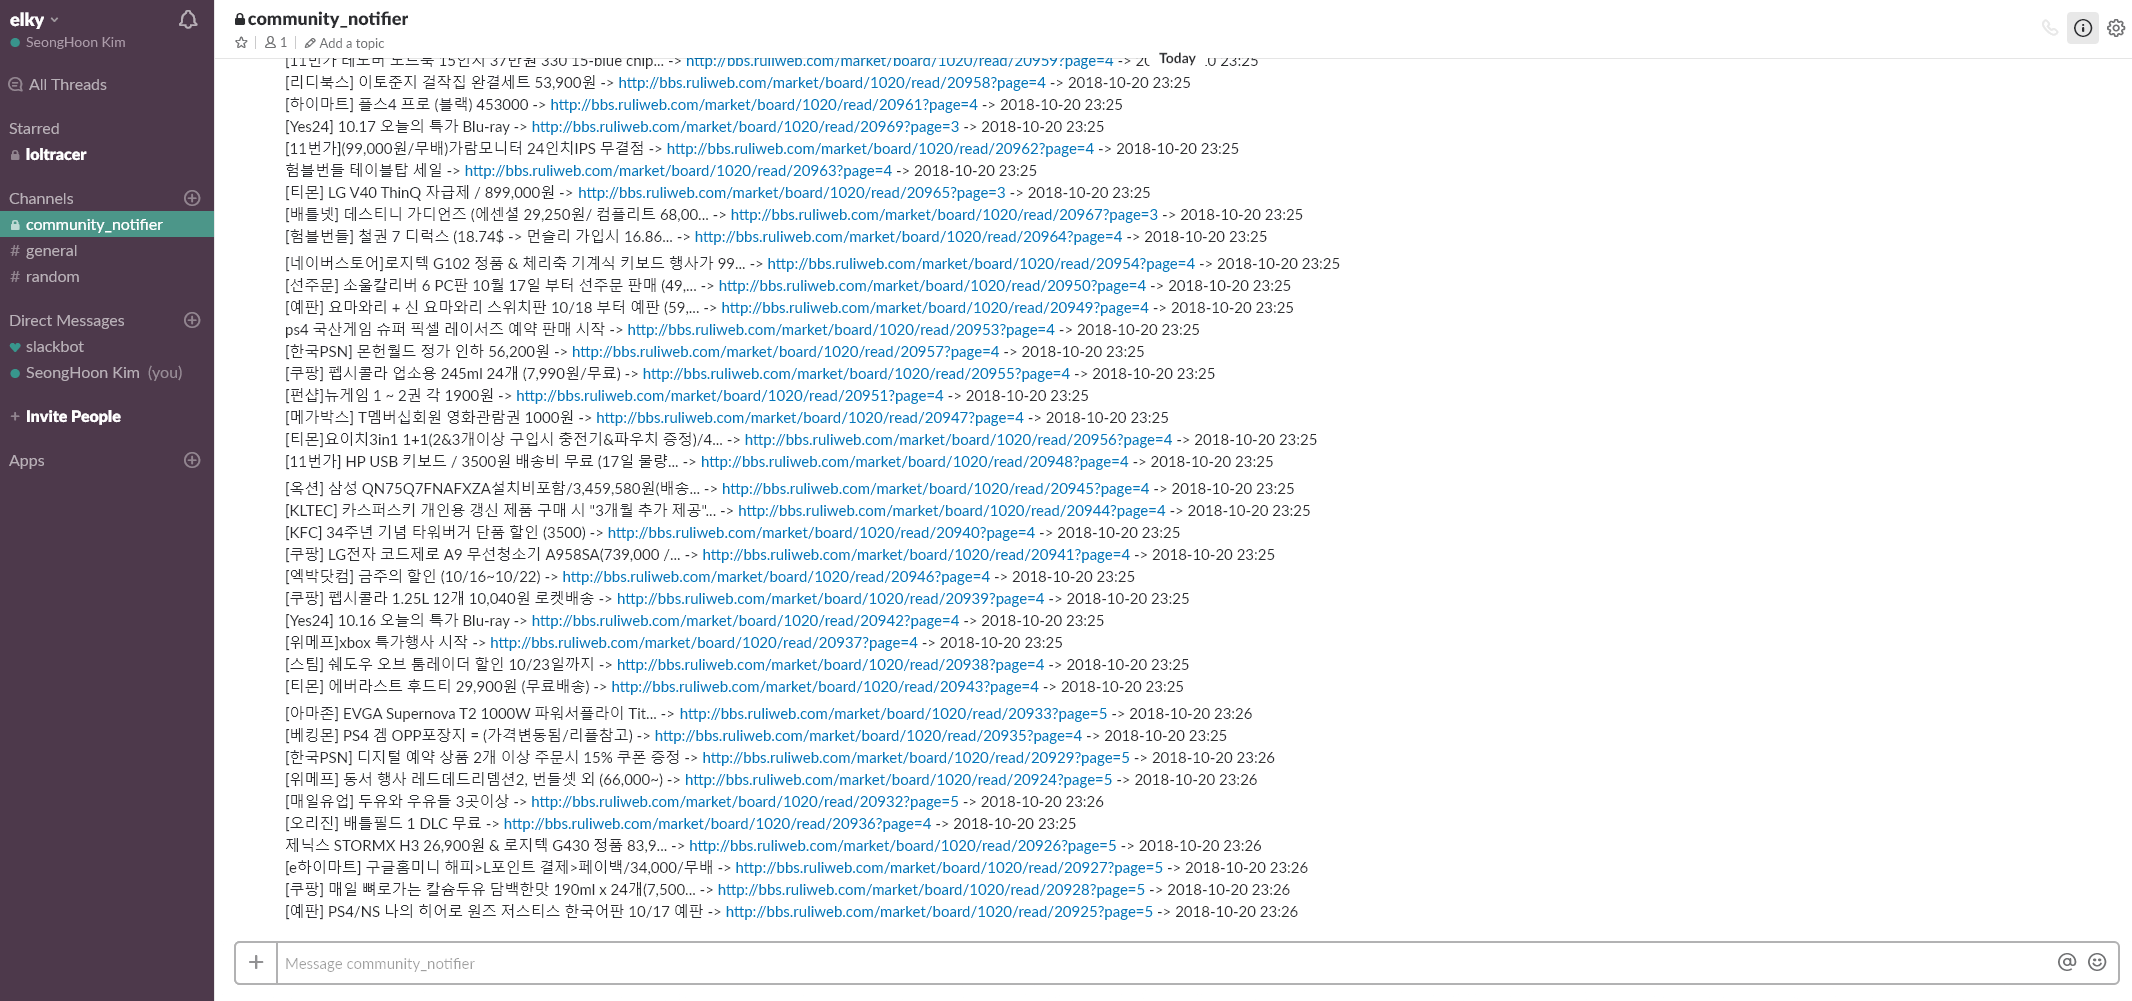 elky
SeongHoon Kim
All Threads
Starred
loltracer
Channels
community_notifier
# general
# random
Direct Messages
slackbot
SeongHoon Kim (you)
+ Invite People
Apps
community_notifier
1
Add a topic
Today
[11번가 레노버 노트북 15인치 37만원 330 15-blue chip... -> http://bbs.ruliweb.com/market/board/1020/read/20959?page=4 -> 23:25
[리디북스] 이토준지 걸작집 완결세트 53,900원 -> http://bbs.ruliweb.com/market/board/1020/read/20958?page=4 -> 2018-10-20 23:25
[하이마트] 플스4 프로 (블랙) 453000 -> http://bbs.ruliweb.com/market/board/1020/read/20961?page=4 -> 2018-10-20 23:25
[Yes24] 10.17 오늘의 특가 Blu-ray -> http://bbs.ruliweb.com/market/board/1020/read/20969?page=3 -> 2018-10-20 23:25
[11번가](99,000원/무배)가람모니터 24인치IPS 무결점 -> http://bbs.ruliweb.com/market/board/1020/read/20962?page=4 -> 2018-10-20 23:25
험블번들 테이블탑 세일 -> http://bbs.ruliweb.com/market/board/1020/read/20963?page=4 -> 2018-10-20 23:25
[티몬] LG V40 ThinQ 자급제 / 899,000원 -> http://bbs.ruliweb.com/market/board/1020/read/20965?page=3 -> 2018-10-20 23:25
[배틀넷] 데스티니 가디언즈 (에센셜 29,250원/ 컴플리트 68,00... -> http://bbs.ruliweb.com/market/board/1020/read/20967?page=3 -> 2018-10-20 23:25
[험블번들] 철권 7 디럭스 (18.74$ -> 먼슬리 가입시 16.86... -> http://bbs.ruliweb.com/market/board/1020/read/20964?page=4 -> 2018-10-20 23:25
[네이버스토어]로지텍 G102 정품 & 체리축 기계식 키보드 행사가 99... -> http://bbs.ruliweb.com/market/board/1020/read/20954?page=4 -> 2018-10-20 23:25
[선주문] 소울칼리버 6 PC판 10월 17일 부터 선주문 판매 (49,... -> http://bbs.ruliweb.com/market/board/1020/read/20950?page=4 -> 2018-10-20 23:25
[예판] 요마와리 + 신 요마와리 스위치판 10/18 부터 예판 (59,... -> http://bbs.ruliweb.com/market/board/1020/read/20949?page=4 -> 2018-10-20 23:25
ps4 국산게임 슈퍼 픽셀 레이서즈 예약 판매 시작 -> http://bbs.ruliweb.com/market/board/1020/read/20953?page=4 -> 2018-10-20 23:25
[한국PSN] 몬헌월드 정가 인하 56,200원 -> http://bbs.ruliweb.com/market/board/1020/read/20957?page=4 -> 2018-10-20 23:25
[쿠팡] 펩시콜라 업소용 245ml 24개 (7,990원/무료) -> http://bbs.ruliweb.com/market/board/1020/read/20955?page=4 -> 2018-10-20 23:25
[펀샵]뉴게임 1 ~ 2권 각 1900원 -> http://bbs.ruliweb.com/market/board/1020/read/20951?page=4 -> 2018-10-20 23:25
[메가박스] T멤버십회원 영화관람권 1000원 -> http://bbs.ruliweb.com/market/board/1020/read/20947?page=4 -> 2018-10-20 23:25
[티몬]요이치3in1 1+1(2&3개이상 구입시 충전기&파우치 증정)/4... -> http://bbs.ruliweb.com/market/board/1020/read/20956?page=4 -> 2018-10-20 23:25
[11번가] HP USB 키보드 / 3500원 배송비 무료 (17일 물량... -> http://bbs.ruliweb.com/market/board/1020/read/20948?page=4 -> 2018-10-20 23:25
[옥션] 삼성 QN75Q7FNAFXZA설치비포함/3,459,580원(배송... -> http://bbs.ruliweb.com/market/board/1020/read/20945?page=4 -> 2018-10-20 23:25
[KLTEC] 카스퍼스키 개인용 갱신 제품 구매 시 "3개월 추가 제공"... -> http://bbs.ruliweb.com/market/board/1020/read/20944?page=4 -> 2018-10-20 23:25
[KFC] 34주년 기념 타워버거 단품 할인 (3500) -> http://bbs.ruliweb.com/market/board/1020/read/20940?page=4 -> 2018-10-20 23:25
[쿠팡] LG전자 코드제로 A9 무선청소기 A958SA(739,000 /... -> http://bbs.ruliweb.com/market/board/1020/read/20941?page=4 -> 2018-10-20 23:25
[엑박닷컴] 금주의 할인 (10/16~10/22) -> http://bbs.ruliweb.com/market/board/1020/read/20946?page=4 -> 2018-10-20 23:25
[쿠팡] 펩시콜라 1.25L 12개 10,040원 로켓배송 -> http://bbs.ruliweb.com/market/board/1020/read/20939?page=4 -> 2018-10-20 23:25
[Yes24] 10.16 오늘의 특가 Blu-ray -> http://bbs.ruliweb.com/market/board/1020/read/20942?page=4 -> 2018-10-20 23:25
[위메프]xbox 특가행사 시작 -> http://bbs.ruliweb.com/market/board/1020/read/20937?page=4 -> 2018-10-20 23:25
[스팀] 쉐도우 오브 툼레이더 할인 10/23일까지 -> http://bbs.ruliweb.com/market/board/1020/read/20938?page=4 -> 2018-10-20 23:25
[티몬] 에버라스트 후드티 29,900원 (무료배송) -> http://bbs.ruliweb.com/market/board/1020/read/20943?page=4 -> 2018-10-20 23:25
[아마존] EVGA Supernova T2 1000W 파워서플라이 Tit... -> http://bbs.ruliweb.com/market/board/1020/read/20933?page=5 -> 2018-10-20 23:26
[베킹몬] PS4 겜 OPP포장지 = (가격변동됨/리플참고) -> http://bbs.ruliweb.com/market/board/1020/read/20935?page=4 -> 2018-10-20 23:25
[한국PSN] 디지털 예약 상품 2개 이상 주문시 15% 쿠폰 증정 -> http://bbs.ruliweb.com/market/board/1020/read/20929?page=5 -> 2018-10-20 23:26
[위메프] 동서 행사 레드데드리뎀션2, 번들셋 외 (66,000~) -> http://bbs.ruliweb.com/market/board/1020/read/20924?page=5 -> 2018-10-20 23:26
[매일유업] 두유와 우유들 3곳이상 -> http://bbs.ruliweb.com/market/board/1020/read/20932?page=5 -> 2018-10-20 23:26
[오리진] 배틀필드 1 DLC 무료 -> http://bbs.ruliweb.com/market/board/1020/read/20936?page=4 -> 2018-10-20 23:25
제닉스 STORMX H3 26,900원 & 로지텍 G430 정품 83,9... -> http://bbs.ruliweb.com/market/board/1020/read/20926?page=5 -> 2018-10-20 23:26
[e하이마트] 구글홈미니 해피>L포인트 결제>페이백/34,000/무배 -> http://bbs.ruliweb.com/market/board/1020/read/20927?page=5 -> 2018-10-20 23:26
[쿠팡] 매일 뼈로가는 칼슘두유 담백한맛 190ml x 24개(7,500... -> http://bbs.ruliweb.com/market/board/1020/read/20928?page=5 -> 2018-10-20 23:26
[예판] PS4/NS 나의 히어로 원즈 저스티스 한국어판 10/17 예판 -> http://bbs.ruliweb.com/market/board/1020/read/20925?page=5 -> 2018-10-20 23:26
Message community_notifier